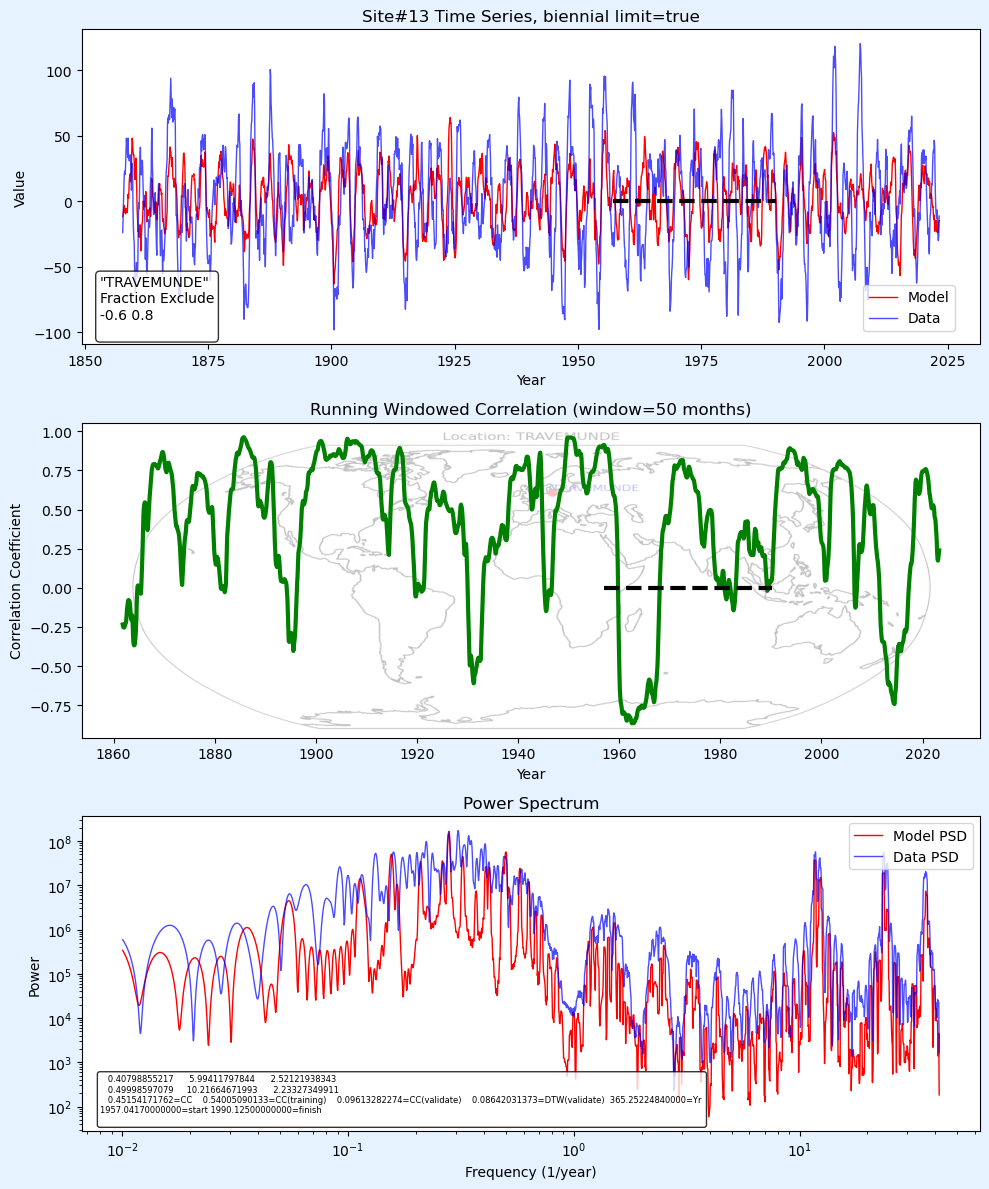 Site#13 Time Series, biennial limit=true
100
50
0
−50
−100
Value
"TRAVEMUNDE"
Fraction Exclude
-0.6 0.8
Model
Data
1850
1875
1900
1925
1950
1975
2000
2025
Year
Running Windowed Correlation (window=50 months)
Location: TRAVEMUNDE
1.00
0.75
0.50
0.25
0.00
−0.25
−0.50
−0.75
Correlation Coefficient
1860
1880
1900
1920
1940
1960
1980
2000
2020
Year
Power Spectrum
Model PSD
Data PSD
10⁸
10⁷
10⁶
10⁵
10⁴
10³
10²
Power
0.40798855217 5.99411797844 2.52121938343
0.49998597079 10.21664671993 2.23327349911
0.45154171762=CC 0.54005090133=CC(training) 0.09613282274=CC(validate) 0.08642031373=DTW(validate) 365.25224840000=Yr
1957.04170000000=start 1990.12500000000=finish
10⁻²
10⁻¹
10⁰
10¹
Frequency (1/year)